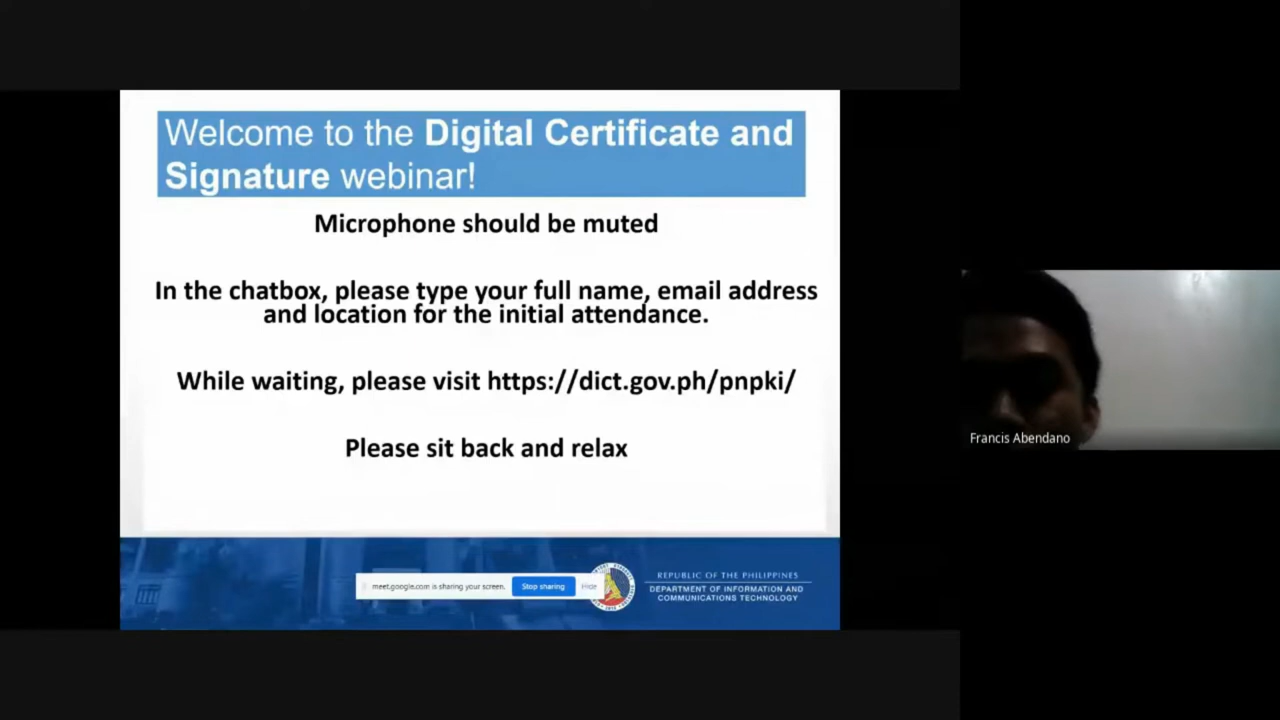 Welcome to the Digital Certificate and
Signature webinar!
Microphone should be muted
In the chatbox, please type your full name, email address
and location for the initial attendance.
While waiting, please visit https://dict.gov.ph/pnpki/
Please sit back and relax
Francis Abendano
meet.google.com is sharing your screen.
Stop sharing
Hide
REPUBLIC OF THE PHILIPPINES
DEPARTMENT OF INFORMATION AND
COMMUNICATIONS TECHNOLOGY